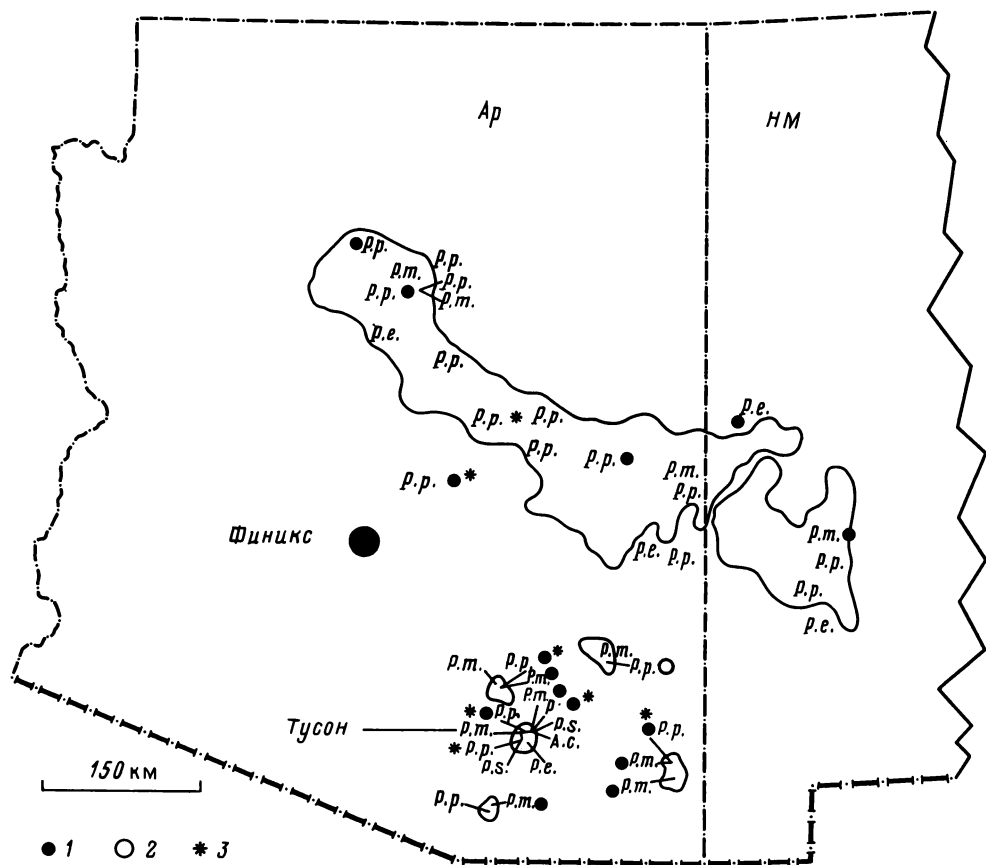 Ар НМ
р.р.
р.р.
р.т.
р.р.
р.р.
р.т.
р.е.
р.р.
р.е.
р.р. р.р.
р.р.
р.р.
р.т.
р.р.
р.р.
Финикс
р.т.
р.е. р.р.
р.р.
р.р.
р.е.
р.т.
р.р.
р.т. р.р.
р.т.
р.т.
р.р. р.
р.s.
Тусон
р.т.
А.с.
р.р.
р.р.
р.s. р.е.
р.т.
р.т.
150 км
р.р. р.т.
1 2 3